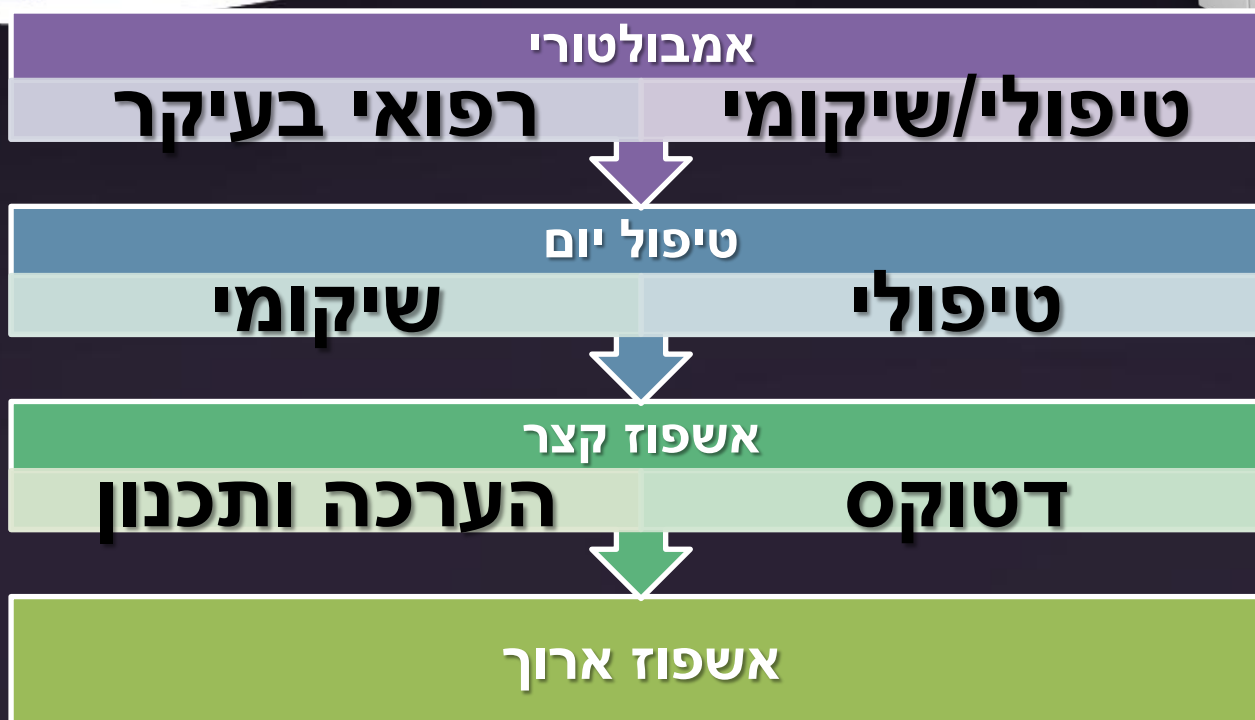 אמבולטורי
טיפולי/שיקומי רפואי בעיקר
טיפול יום
טיפולי שיקומי
אשפוז קצר
דטוקס הערכה ותכנון
אשפוז ארוך